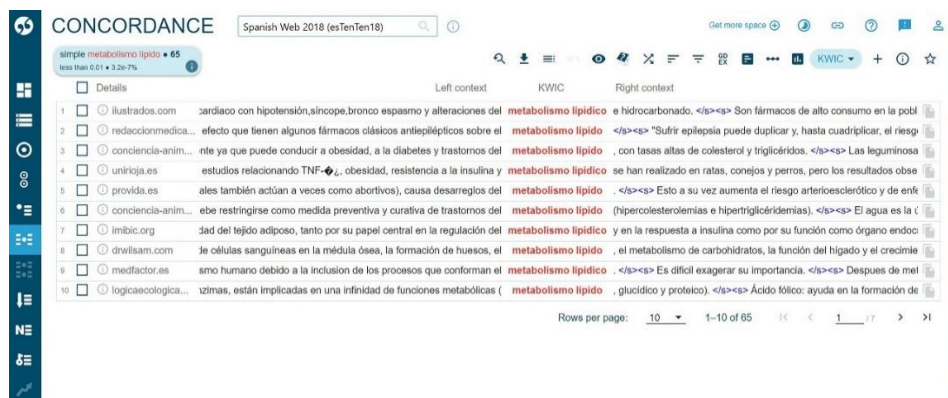 CONCORDANCE
Spanish Web 2018 (esTenTen18)
Get more space
simple metabolismo lípido • 65
less than 0.01 • 3.2e-7%
KWIC
Details Left context KWIC Right context
1 ilustrados.com cardiaco con hipotensión,síncope,bronco espasmo y alteraciones del metabolismo lipídico e hidrocarbonado. </s><s> Son fármacos de alto consumo en la pobl
2 redaccionmedica... efecto que tienen algunos fármacos clásicos antiepilépticos sobre el metabolismo lípido </s><s> "Sufrir epilepsia puede duplicar y, hasta cuadriplicar, el riesgo
3 conciencia-anim... nte ya que puede conducir a obesidad, a la diabetes y trastornos del metabolismo lípido , con tasas altas de colesterol y triglicéridos. </s><s> Las leguminosa
4 unirioja.es estudios relacionando TNF-�¿, obesidad, resistencia a la insulina y metabolismo lipídico se han realizado en ratas, conejos y perros, pero los resultados obse
5 provida.es ales también actúan a veces como abortivos), causa desarreglos del metabolismo lípido . </s><s> Esto a su vez aumenta el riesgo arterioesclerótico y de enfe
6 conciencia-anim... ebe restringirse como medida preventiva y curativa de trastornos del metabolismo lípido (hipercolesterolemias e hipertriglicéridemias). </s><s> El agua es la ú
7 imibic.org dad del tejido adiposo, tanto por su papel central en la regulación del metabolismo lipídico y en la respuesta a insulina como por su función como órgano endoc
8 drwilsam.com de células sanguíneas en la médula ósea, la formación de huesos, el metabolismo lípido , el metabolismo de carbohidratos, la función del hígado y el crecimie
9 medfactor.es smo humano debido a la inclusion de los procesos que conforman el metabolismo lipidico . </s><s> Es dificil exagerar su importancia. </s><s> Despues de mel
10 logicaecologica... nzimas, están implicadas en una infinidad de funciones metabólicas ( metabolismo lípido , glucídico y proteico). </s><s> Ácido fólico: ayuda en la formación de
Rows per page: 10 1–10 of 65 1 / 7